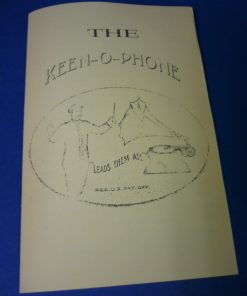 THE
KEEN-O-PHONE
LEADS THEM ALL
REG. U.S. PAT. OFF.